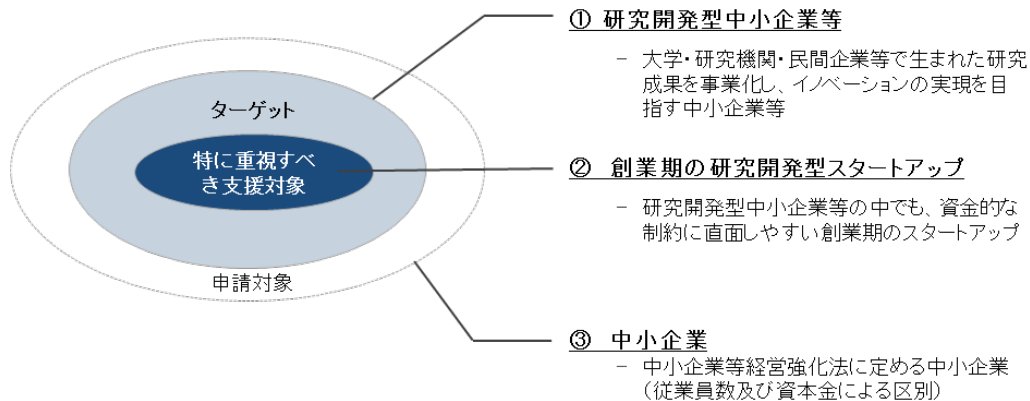 ターゲット
特に重視すべ
き支援対象
申請対象
① 研究開発型中小企業等
－ 大学・研究機関・民間企業等で生まれた研究
成果を事業化し、イノベーションの実現を目
指す中小企業等
② 創業期の研究開発型スタートアップ
－ 研究開発型中小企業等の中でも、資金的な
制約に直面しやすい創業期のスタートアップ
③ 中小企業
－ 中小企業等経営強化法に定める中小企業
（従業員数及び資本金による区別）